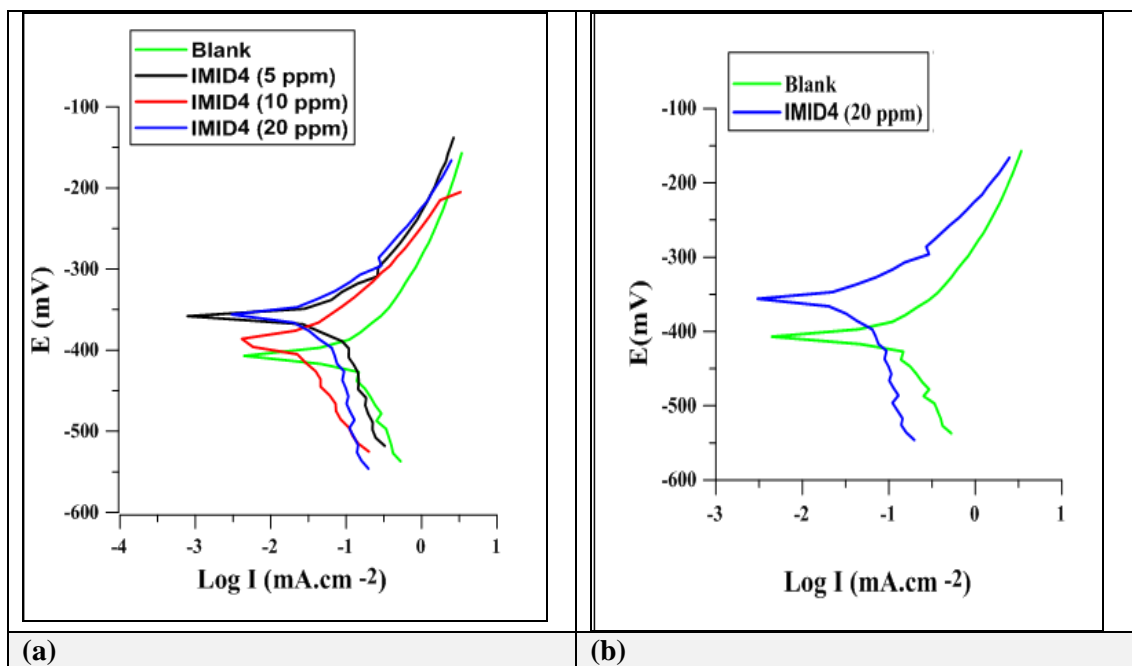 Blank
IMID4 (5 ppm)
IMID4 (10 ppm)
IMID4 (20 ppm)
-100
-200
-300
-400
-500
-600
E (mV)
-4 -3 -2 -1 0 1
Log I (mA.cm -2)
(a)
Blank
IMID4 (20 ppm)
-100
-200
-300
-400
-500
-600
E(mV)
-3 -2 -1 0 1
Log I (mA.cm -2)
(b)